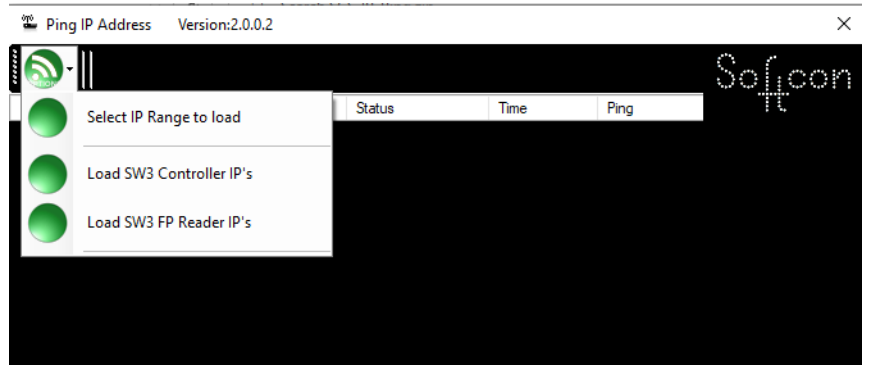 Ping IP Address Version:2.0.0.2
Softcon
Status Time Ping
Select IP Range to load
Load SW3 Controller IP's
Load SW3 FP Reader IP's